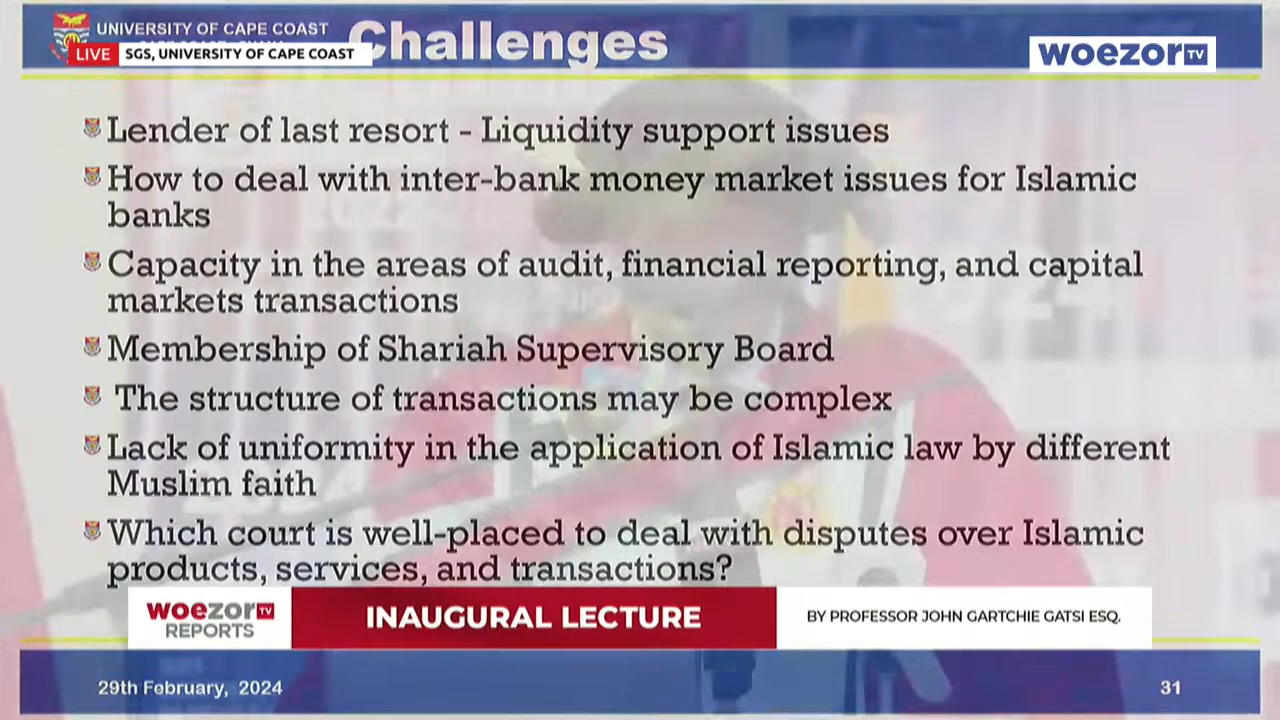 UNIVERSITY OF CAPE COAST
LIVE
SGS, UNIVERSITY OF CAPE COAST
Challenges
woezor TV
Lender of last resort - Liquidity support issues
How to deal with inter-bank money market issues for Islamic
banks
Capacity in the areas of audit, financial reporting, and capital
markets transactions
Membership of Shariah Supervisory Board
The structure of transactions may be complex
Lack of uniformity in the application of Islamic law by different
Muslim faith
Which court is well-placed to deal with disputes over Islamic
products, services, and transactions?
woezor TV
REPORTS
INAUGURAL LECTURE
BY PROFESSOR JOHN GARTCHIE GATSI ESQ.
29th February, 2024
31